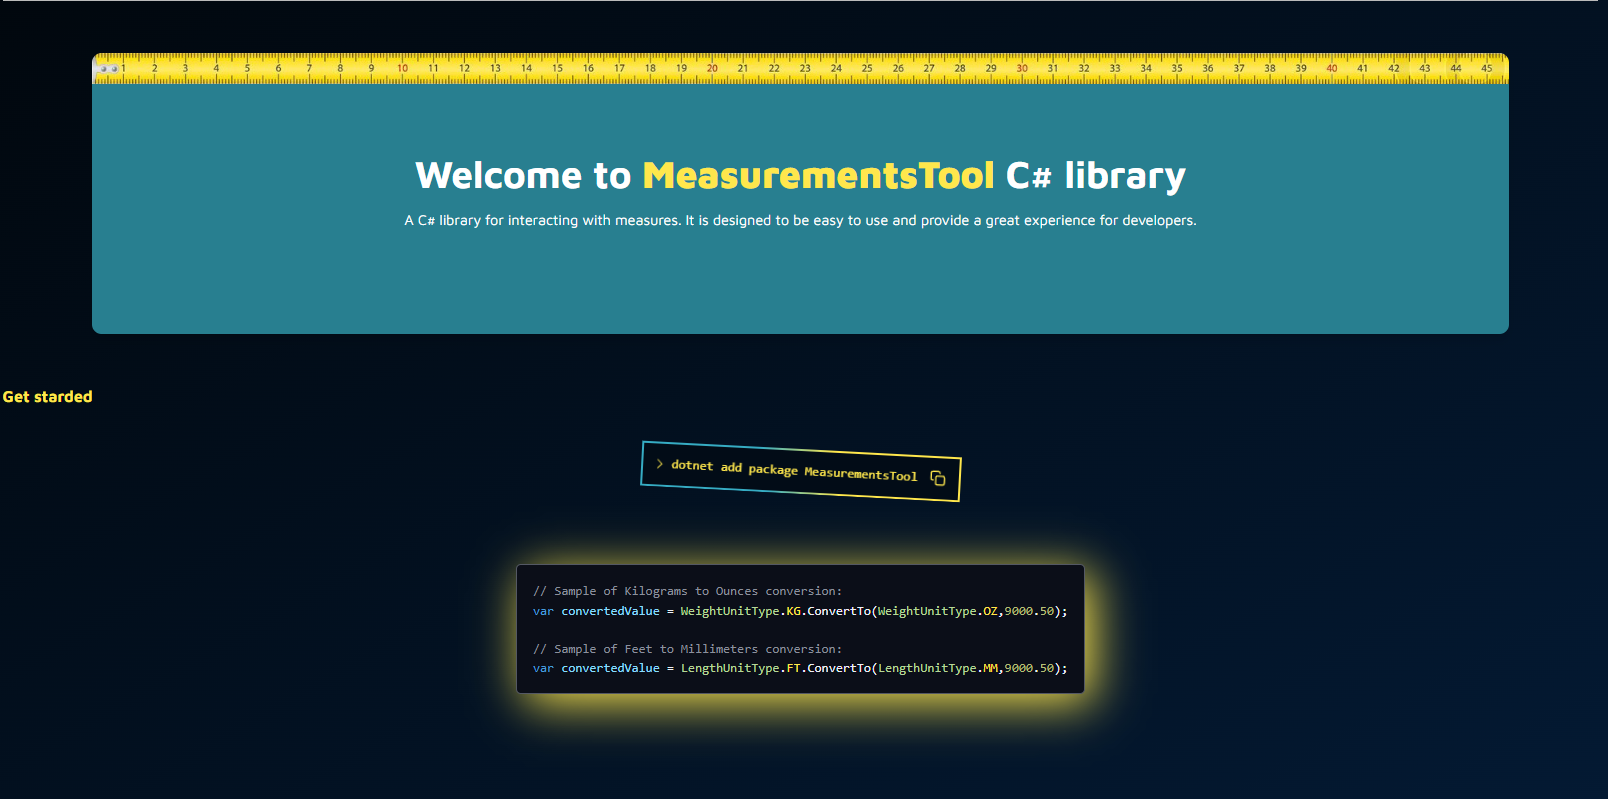 1 2 3 4 5 6 7 8 9 10 11 12 13 14 15 16 17 18 19 20 21 22 23 24 25 26 27 28 29 30 31 32 33 34 35 36 37 38 39 40 41 42 43 44 45
Welcome to MeasurementsTool C# library
A C# library for interacting with measures. It is designed to be easy to use and provide a great experience for developers.
Get starded
> dotnet add package MeasurementsTool
// Sample of Kilograms to Ounces conversion:
var convertedValue = WeightUnitType.KG.ConvertTo(WeightUnitType.OZ,9000.50);
// Sample of Feet to Millimeters conversion:
var convertedValue = LengthUnitType.FT.ConvertTo(LengthUnitType.MM,9000.50);